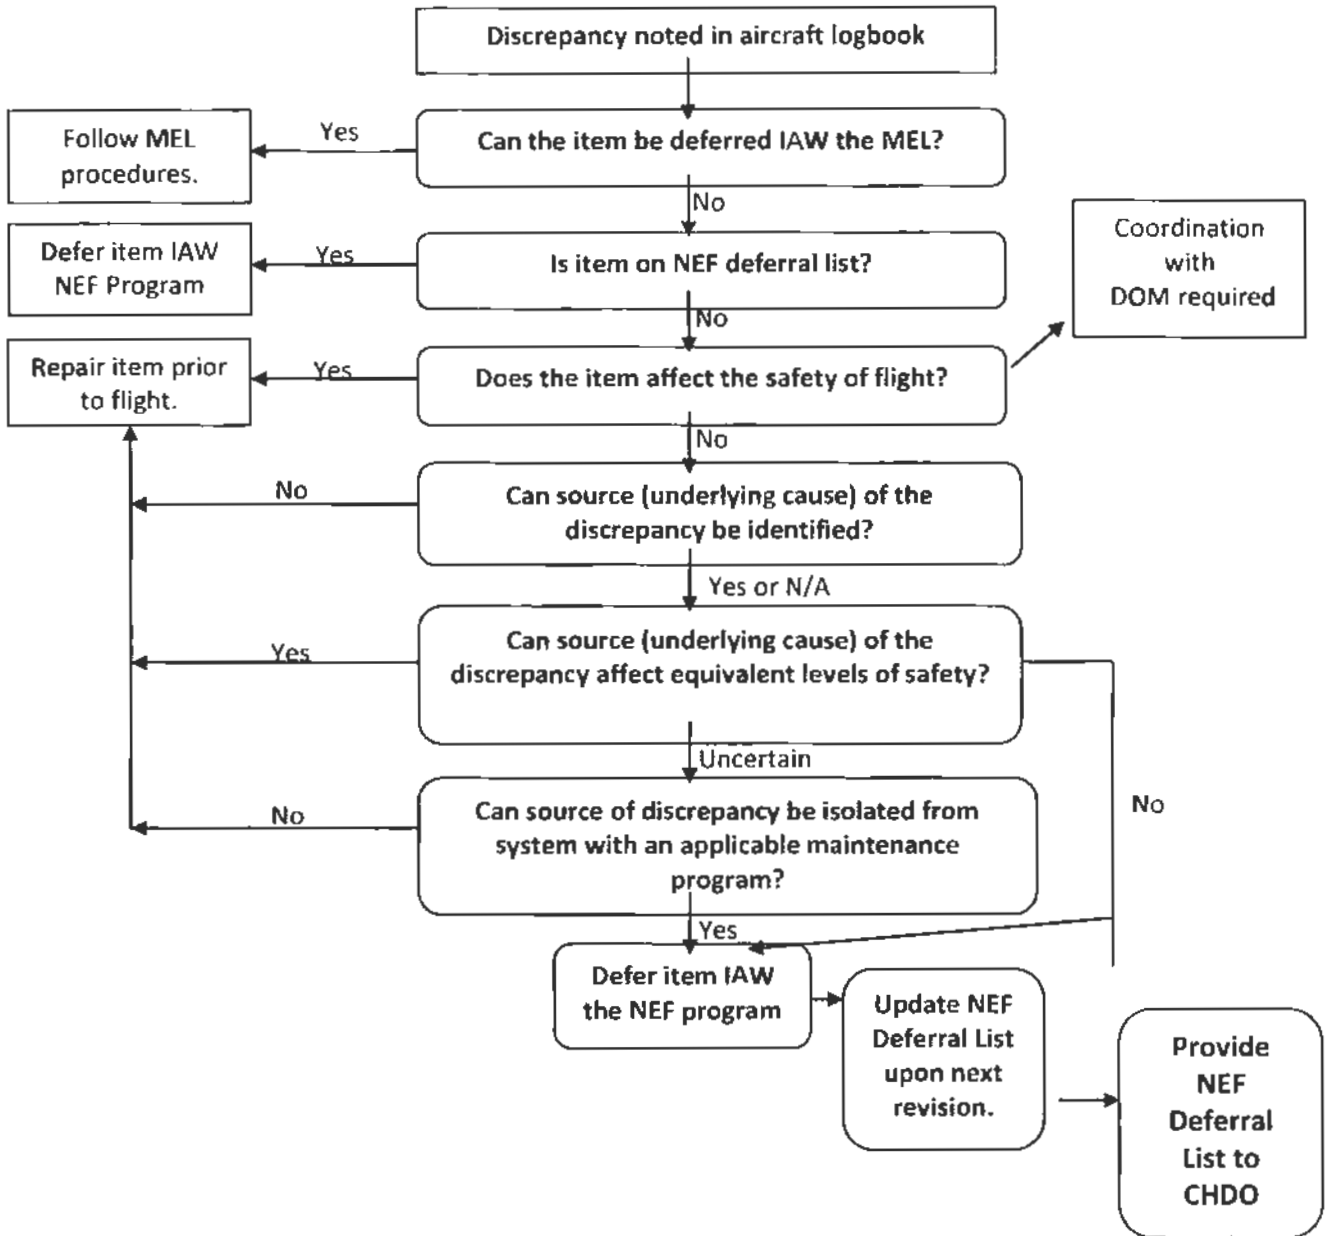 Discrepancy noted in aircraft logbook
Can the item be deferred IAW the MEL?
Yes
Follow MEL
procedures.
No
Is item on NEF deferral list?
Yes
Defer item IAW
NEF Program
No
Coordination
with
DOM required
Does the item affect the safety of flight?
Yes
Repair item prior
to flight.
No
Can source (underlying cause) of the
discrepancy be identified?
No
Yes or N/A
Can source (underlying cause) of the
discrepancy affect equivalent levels of safety?
Yes
Uncertain
No
Can source of discrepancy be isolated from
system with an applicable maintenance
program?
No
Yes
Defer item IAW
the NEF program
Update NEF
Deferral List
upon next
revision.
Provide
NEF
Deferral
List to
CHDO